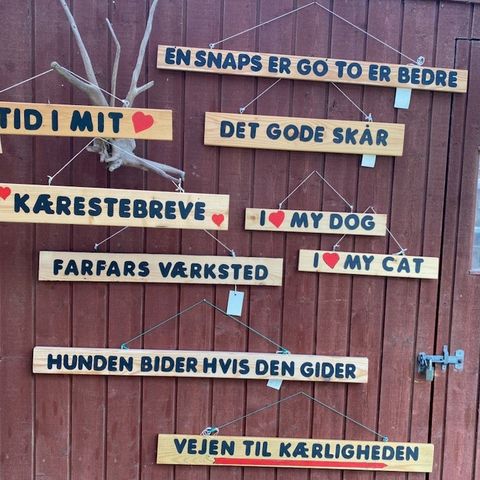 EN SNAPS ER GO TO ER BEDRE
TID I MIT
DET GODE SKÅR
KÆRESTEBREVE
I MY DOG
I MY CAT
FARFARS VÆRKSTED
HUNDEN BIDER HVIS DEN GIDER
VEJEN TIL KÆRLIGHEDEN